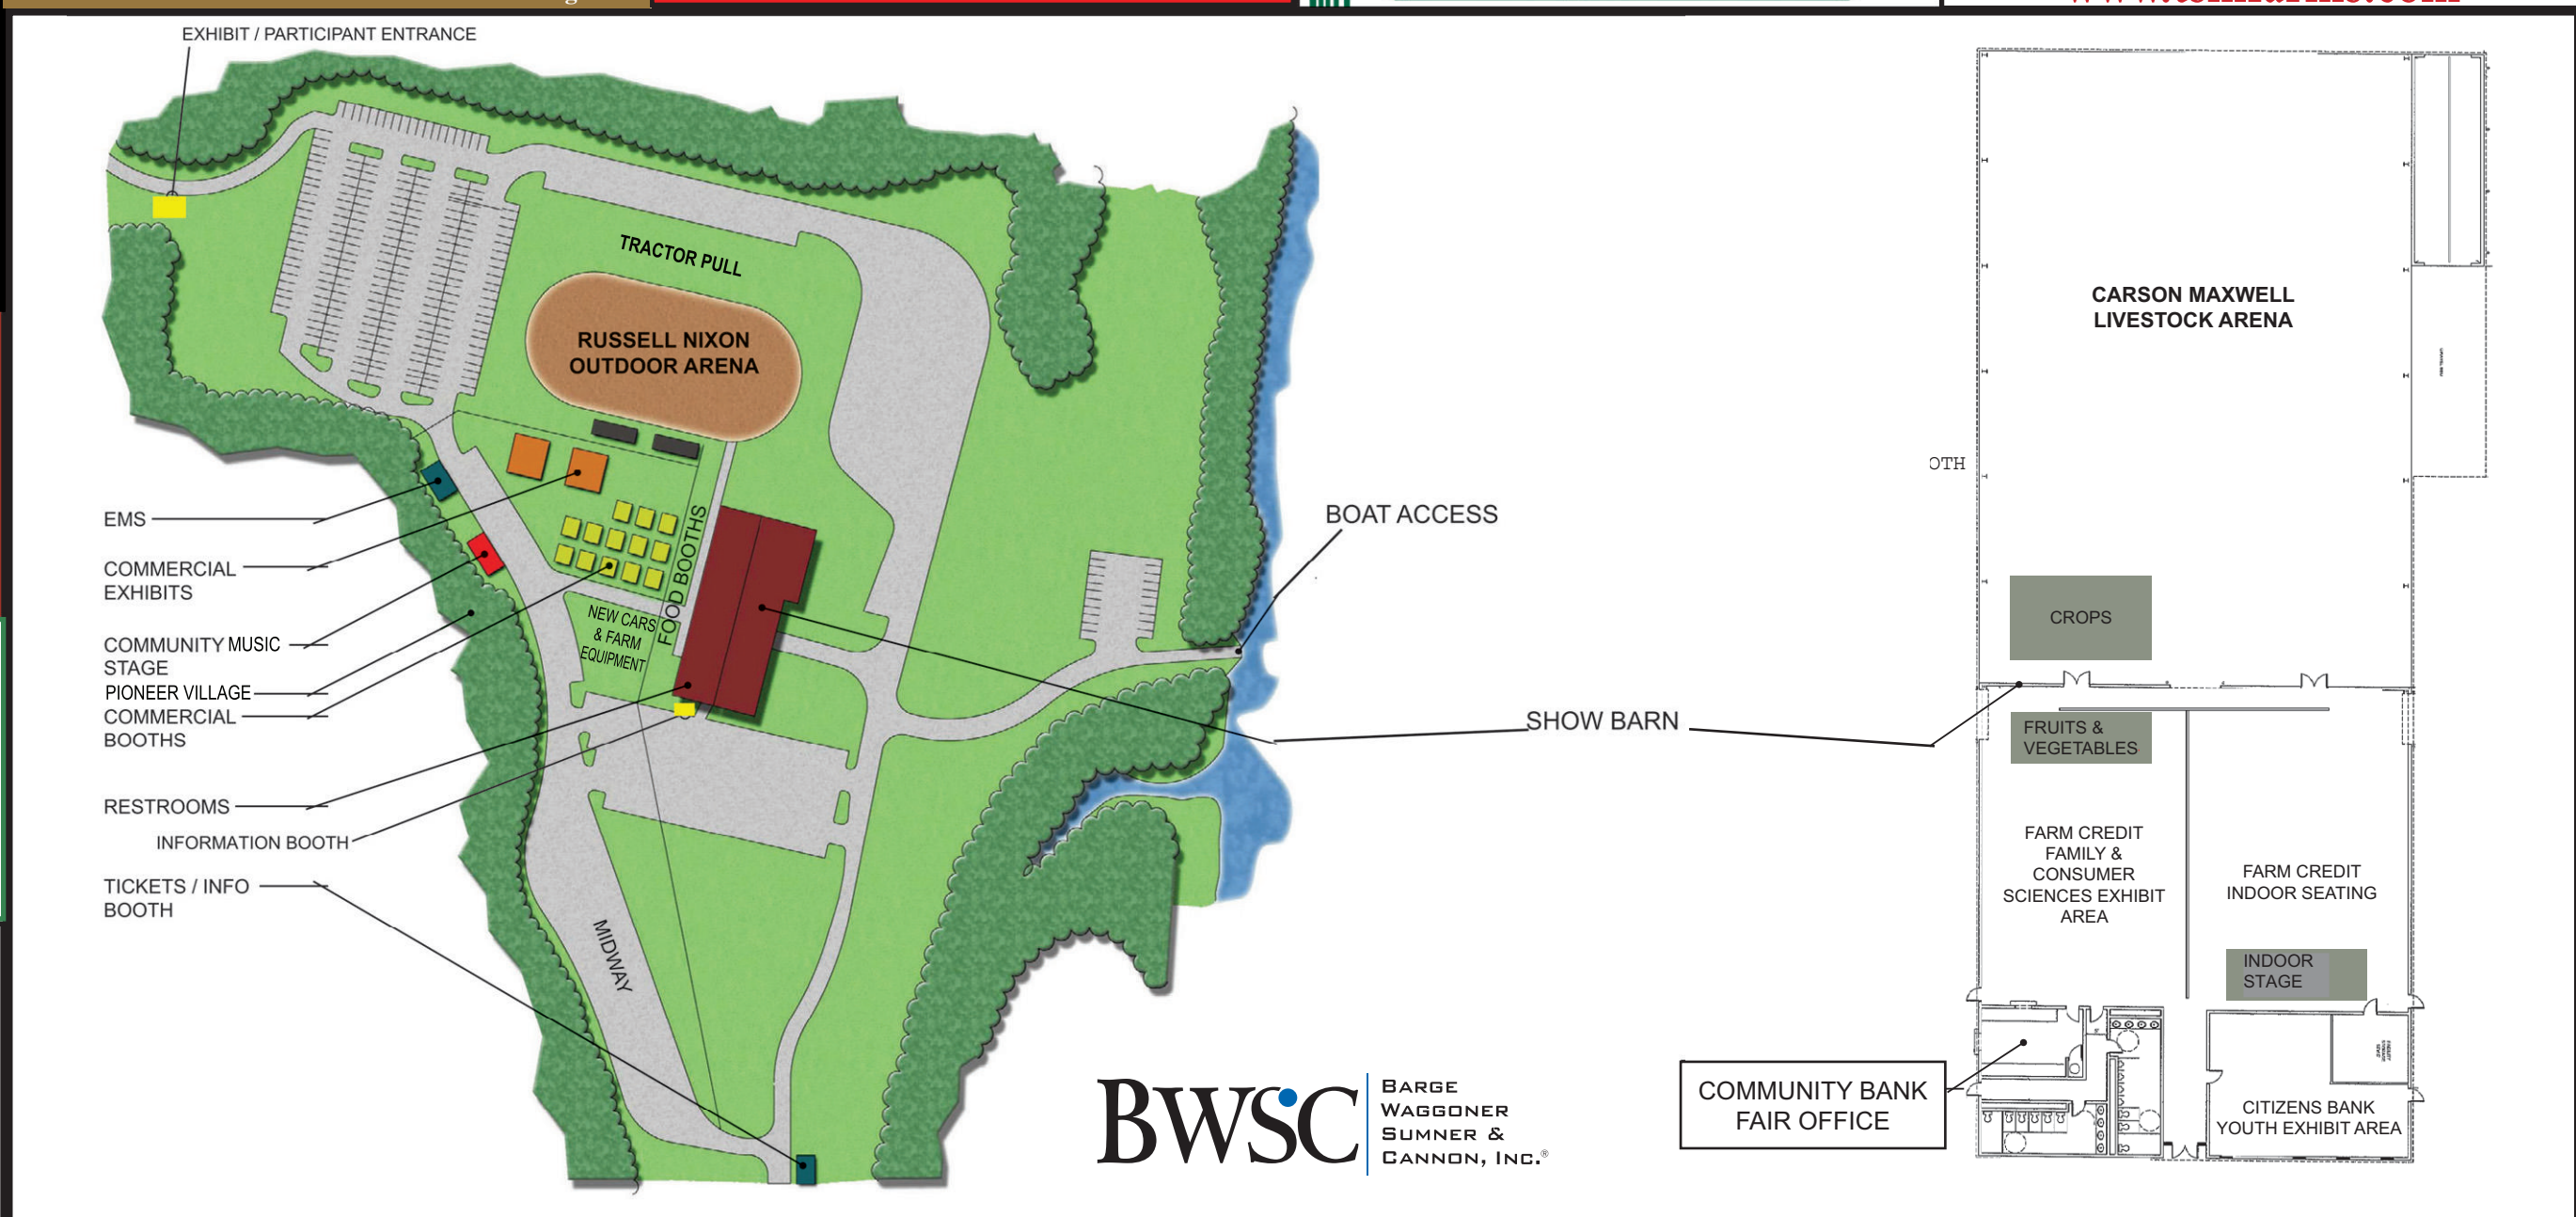 EXHIBIT / PARTICIPANT ENTRANCE
TRACTOR PULL
RUSSELL NIXON
OUTDOOR ARENA
EMS
COMMERCIAL
EXHIBITS
COMMUNITY MUSIC
STAGE
PIONEER VILLAGE
COMMERCIAL
BOOTHS
RESTROOMS
INFORMATION BOOTH
TICKETS / INFO
BOOTH
FOOD BOOTHS
NEW CARS
& FARM
EQUIPMENT
MIDWAY
BOAT ACCESS
SHOW BARN
BWSC
BARGE
WAGGONER
SUMNER &
CANNON, INC.®
OTH
CARSON MAXWELL
LIVESTOCK ARENA
CROPS
FRUITS &
VEGETABLES
FARM CREDIT
FAMILY &
CONSUMER
SCIENCES EXHIBIT
AREA
FARM CREDIT
INDOOR SEATING
INDOOR
STAGE
COMMUNITY BANK
FAIR OFFICE
CITIZENS BANK
YOUTH EXHIBIT AREA